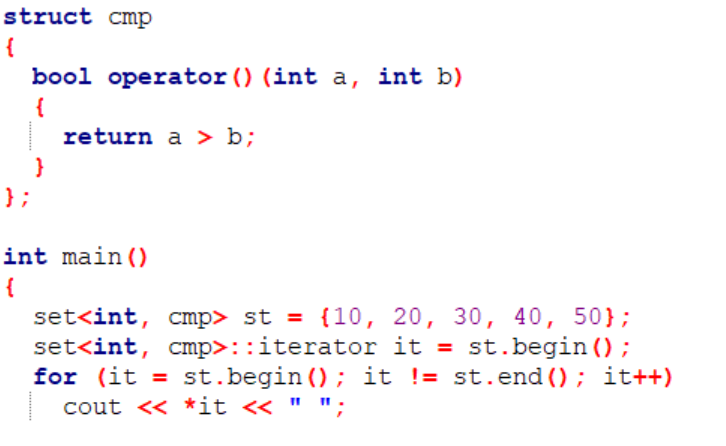 struct cmp
{
  bool operator()(int a, int b)
  {
    return a > b;
  }
};

int main()
{
  set<int, cmp> st = {10, 20, 30, 40, 50};
  set<int, cmp>::iterator it = st.begin();
  for (it = st.begin(); it != st.end(); it++)
    cout << *it << " ";